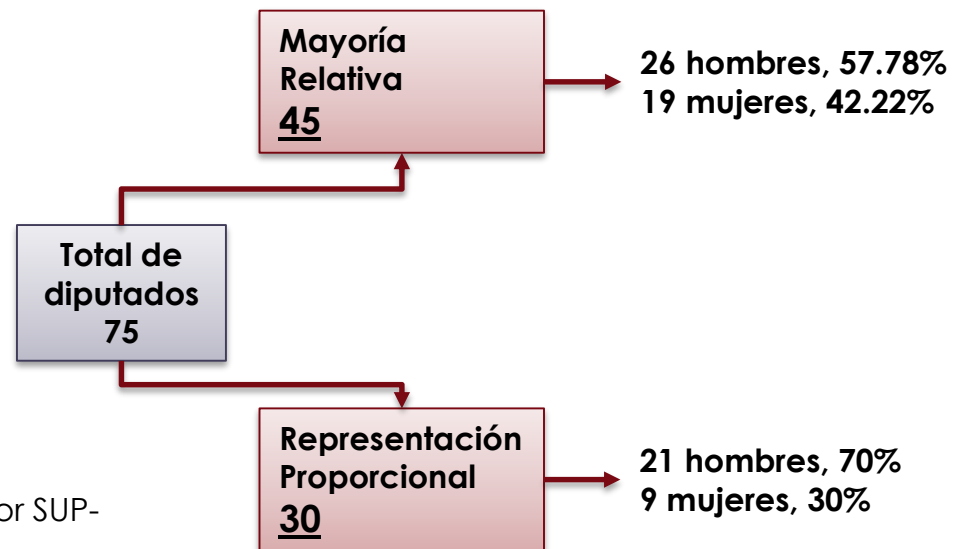 Mayoría
Relativa
45
26 hombres, 57.78%
19 mujeres, 42.22%
Total de
diputados
75
Representación
Proporcional
30
21 hombres, 70%
9 mujeres, 30%
or SUP-